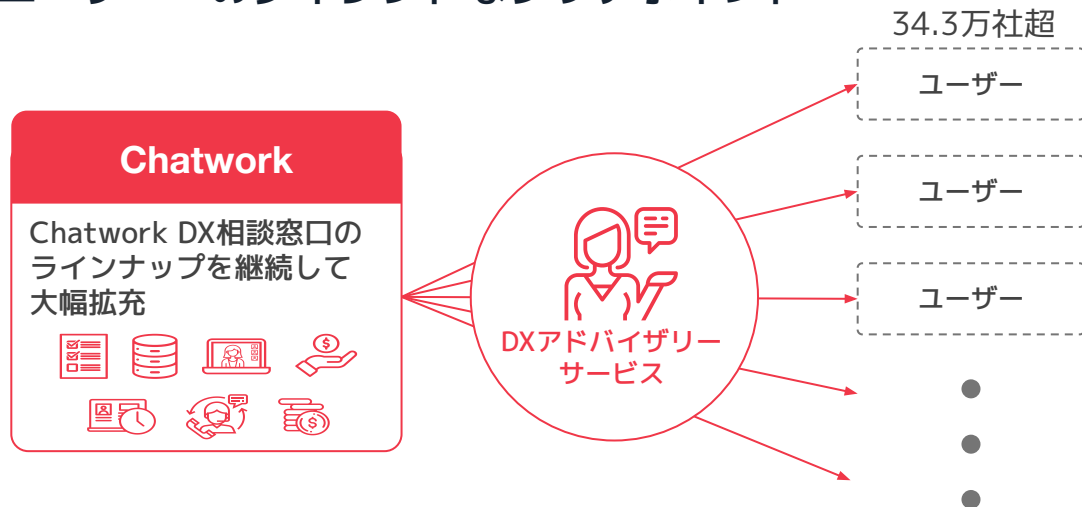 34.3万社超
ユーザー
Chatwork
Chatwork DX相談窓口の
ラインナップを継続して
大幅拡充
DXアドバイザリー
サービス
ユーザー
ユーザー